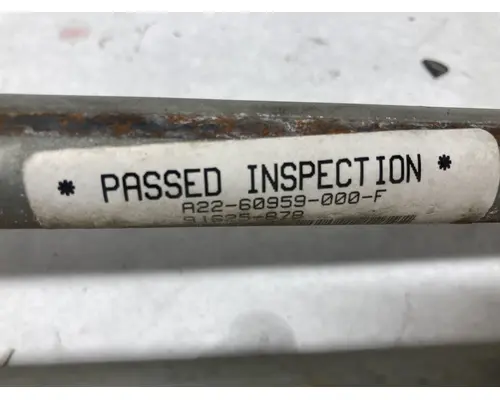 * PASSED INSPECTION *
A22-60959-000-F